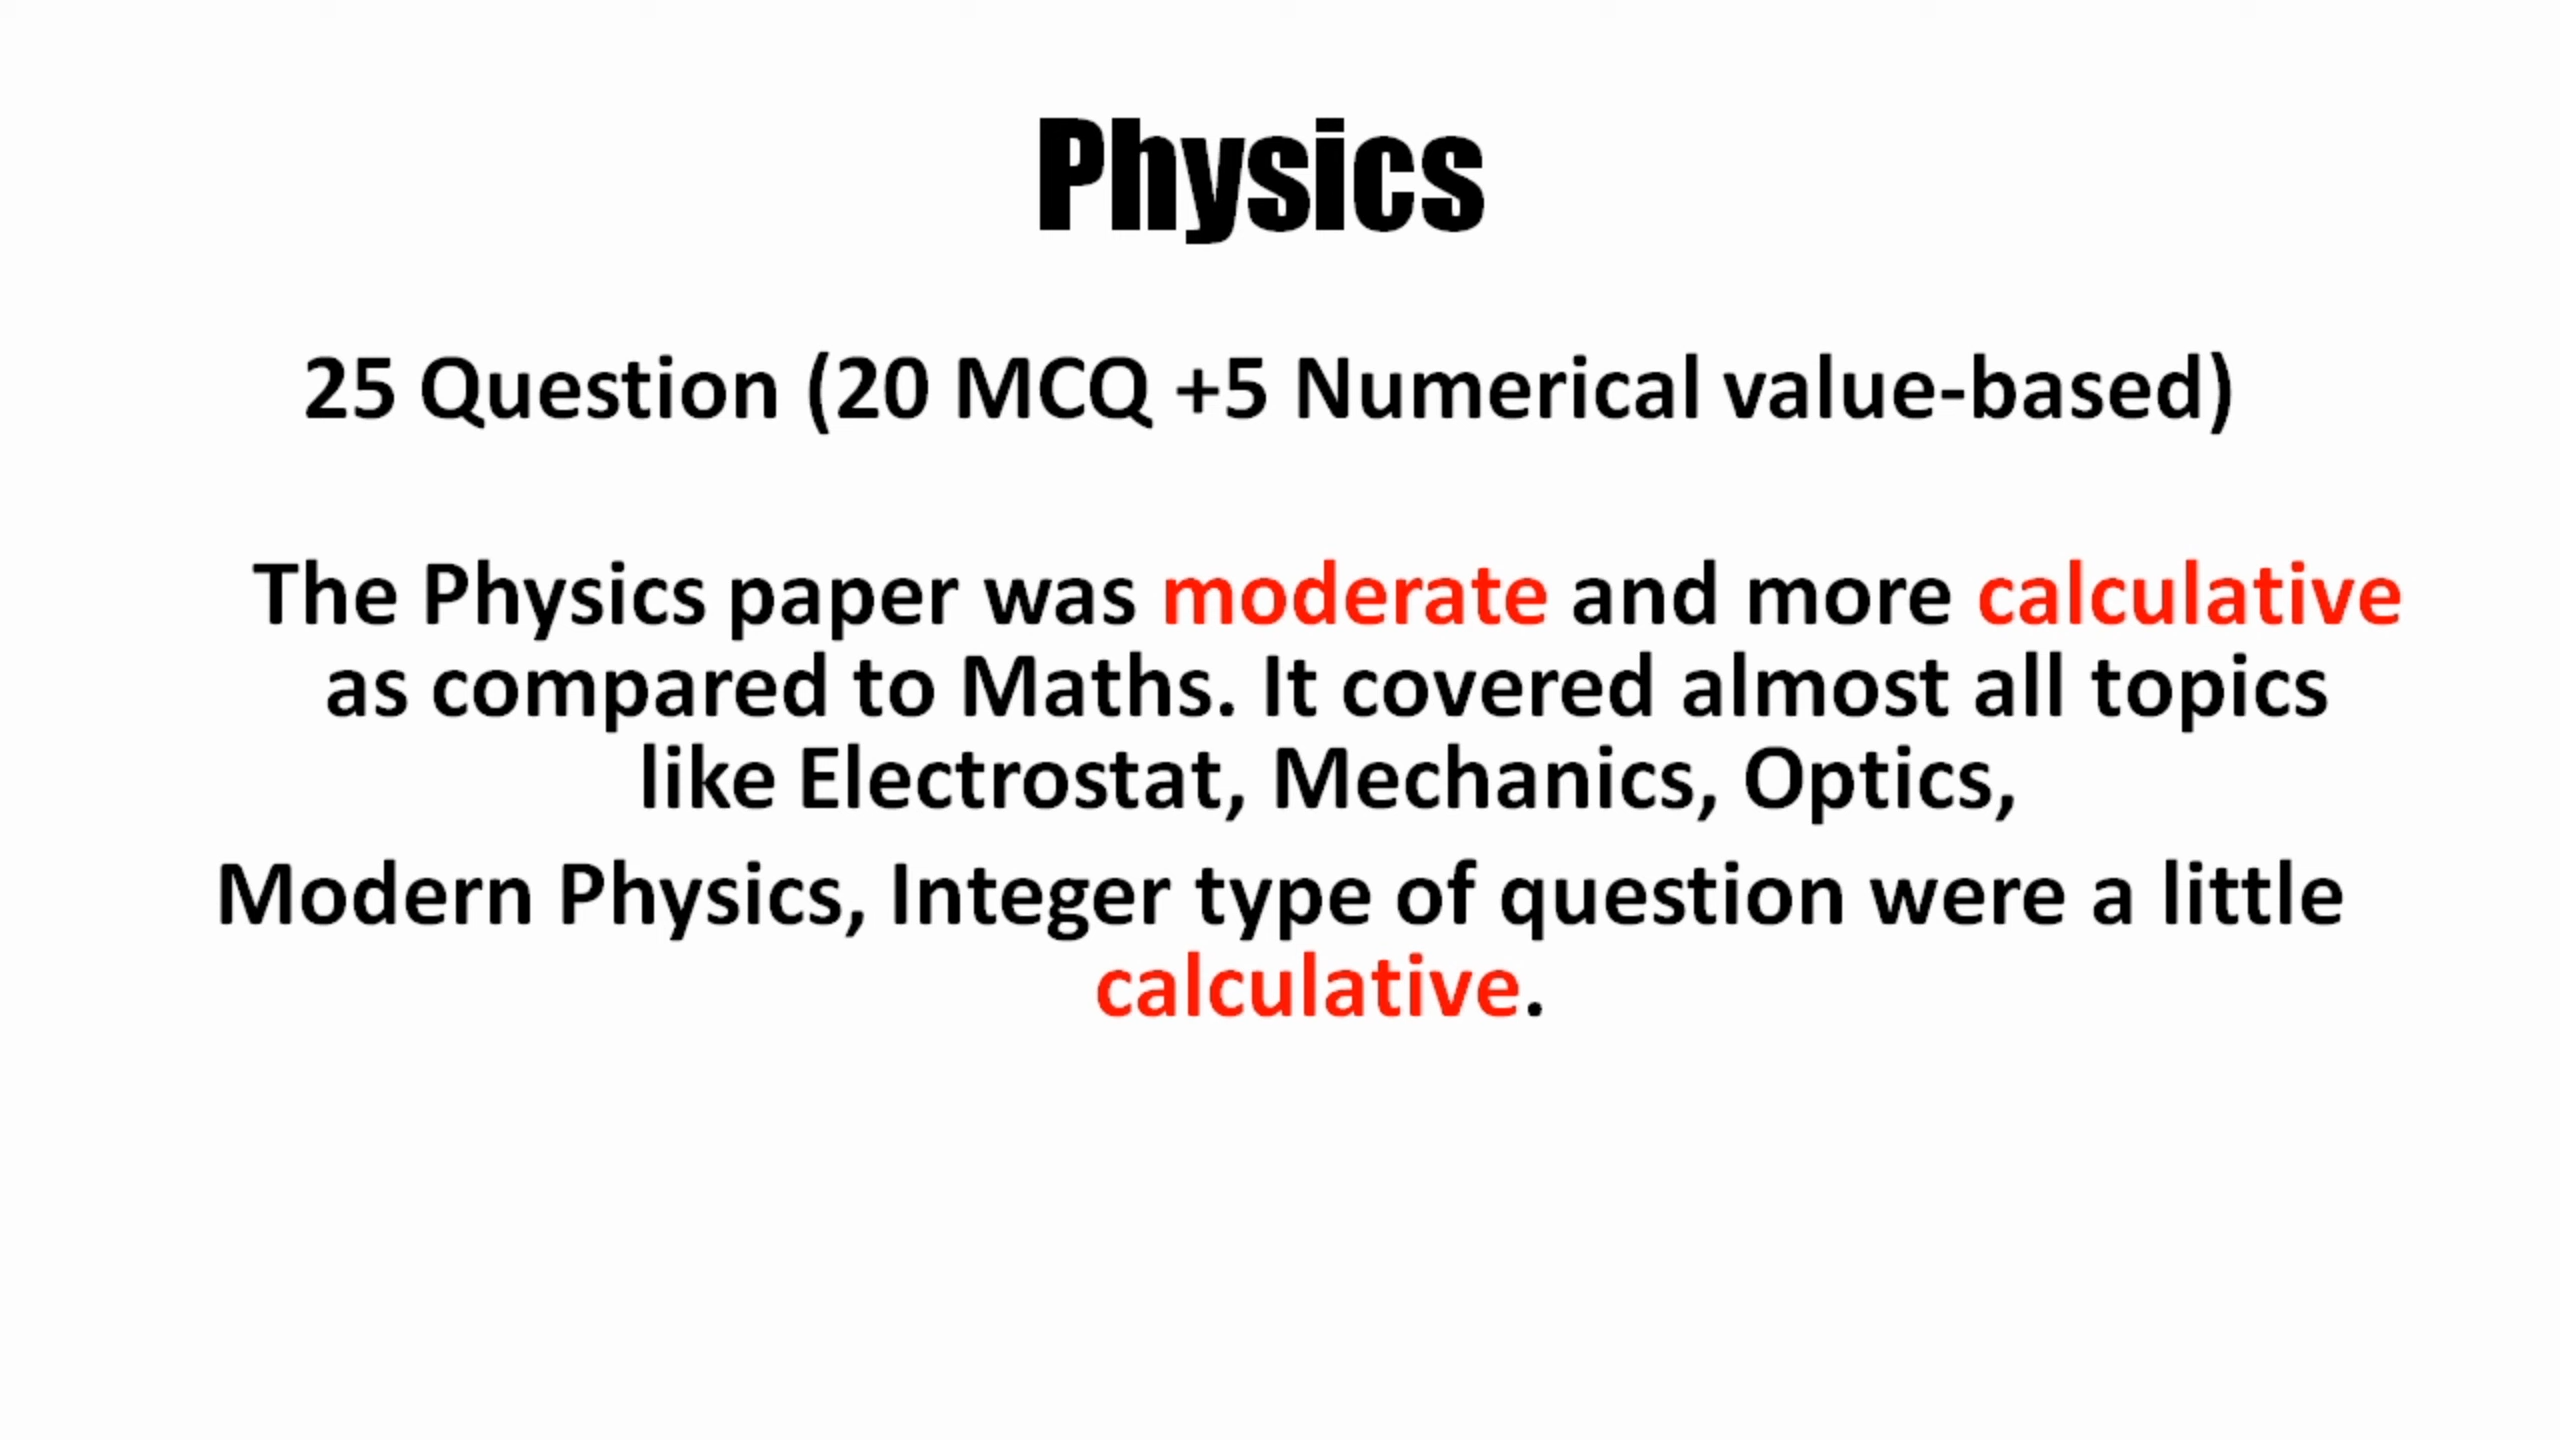 Physics
25 Question (20 MCQ +5 Numerical value-based)
The Physics paper was moderate and more calculative
as compared to Maths. It covered almost all topics
like Electrostat, Mechanics, Optics,
Modern Physics, Integer type of question were a little
calculative.